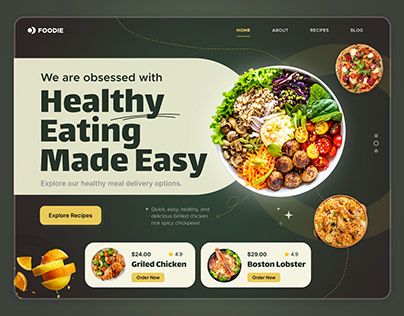 FOODIE
HOME
ABOUT
RECIPES
BLOG
We are obsessed with
Healthy
Eating
Made Easy
Explore our healthy meal delivery options.
Explore Recipes
Quick, easy, healthy, and
delicious Grilled chicken
rice spicy chickpeas!
$24.00
4.9
Griled Chicken
Order Now
$29.00
4.9
Boston Lobster
Order Now